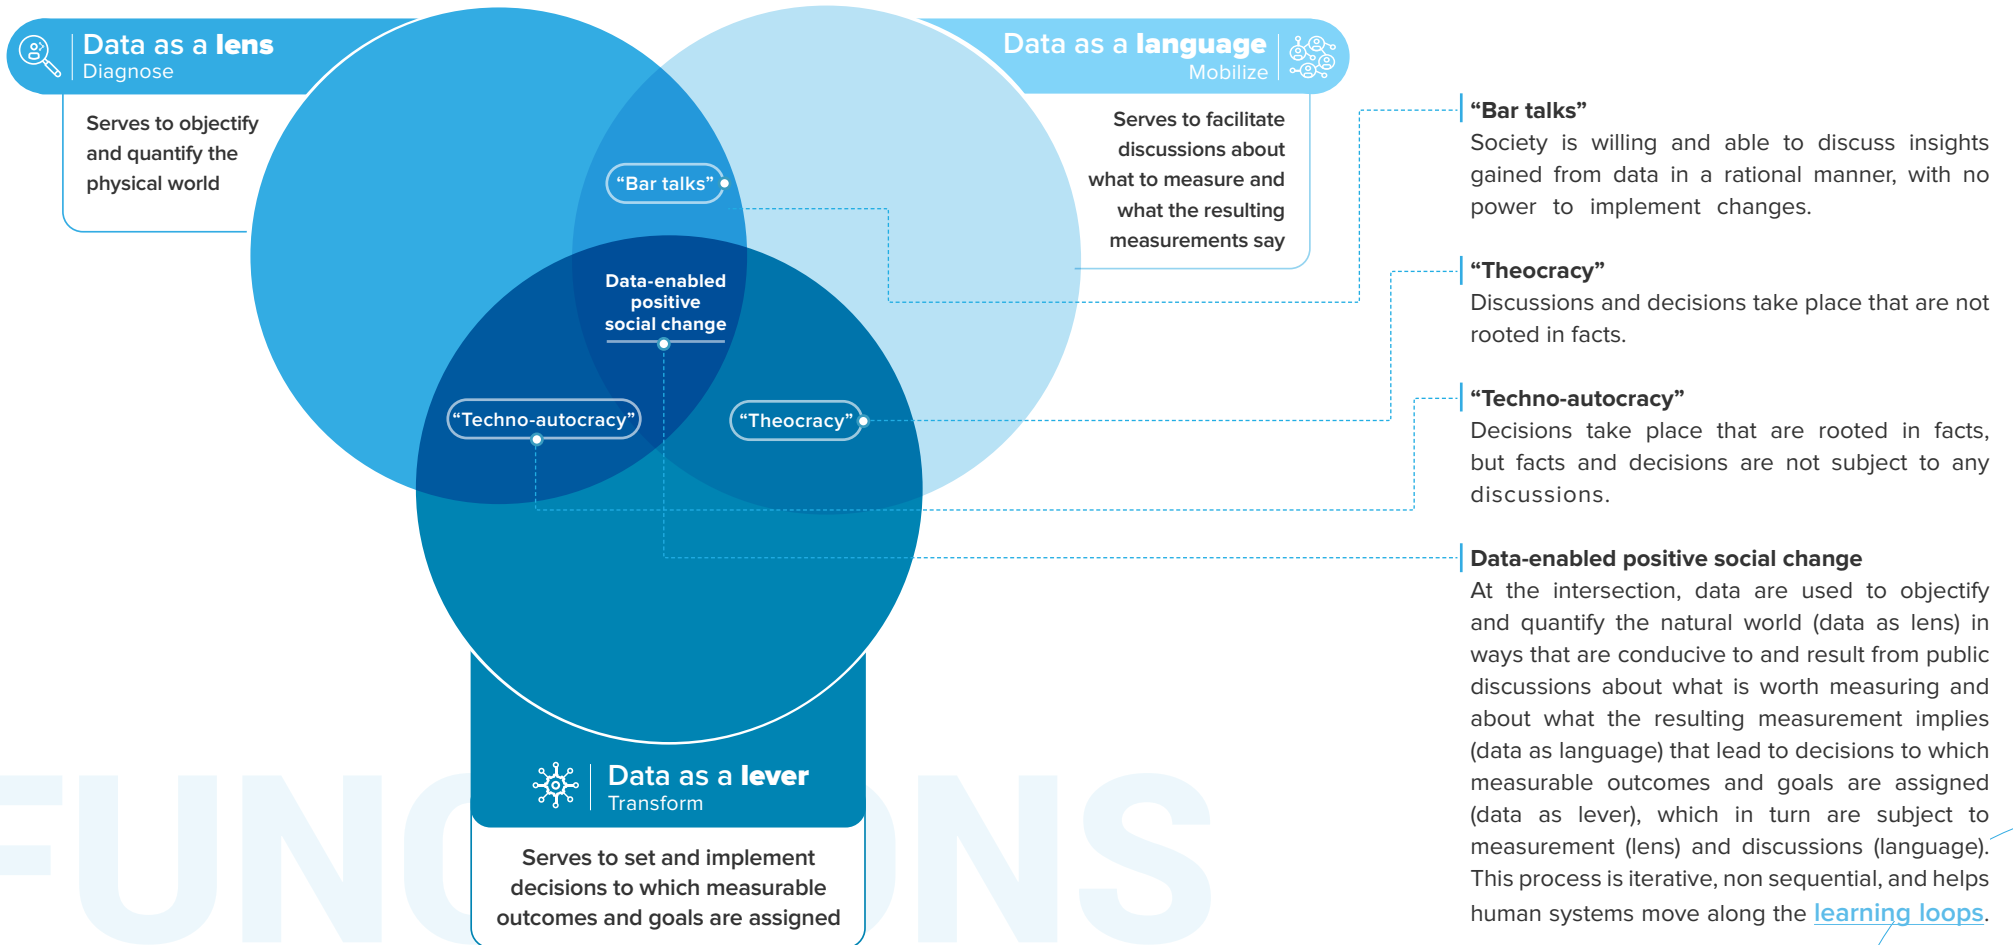 Data as a lens
Diagnose
Serves to objectify
and quantify the
physical world
Data as a language
Mobilize
Serves to facilitate
discussions about
what to measure and
what the resulting
measurements say
“Bar talks”
Data-enabled
positive
social change
“Techno-autocracy”
“Theocracy”
Data as a lever
Transform
Serves to set and implement
decisions to which measurable
outcomes and goals are assigned
“Bar talks”
Society is willing and able to discuss insights
gained from data in a rational manner, with no
power to implement changes.
“Theocracy”
Discussions and decisions take place that are not
rooted in facts.
“Techno-autocracy”
Decisions take place that are rooted in facts,
but facts and decisions are not subject to any
discussions.
Data-enabled positive social change
At the intersection, data are used to objectify
and quantify the natural world (data as lens) in
ways that are conducive to and result from public
discussions about what is worth measuring and
about what the resulting measurement implies
(data as language) that lead to decisions to which
measurable outcomes and goals are assigned
(data as lever), which in turn are subject to
measurement (lens) and discussions (language).
This process is iterative, non sequential, and helps
human systems move along the learning loops.